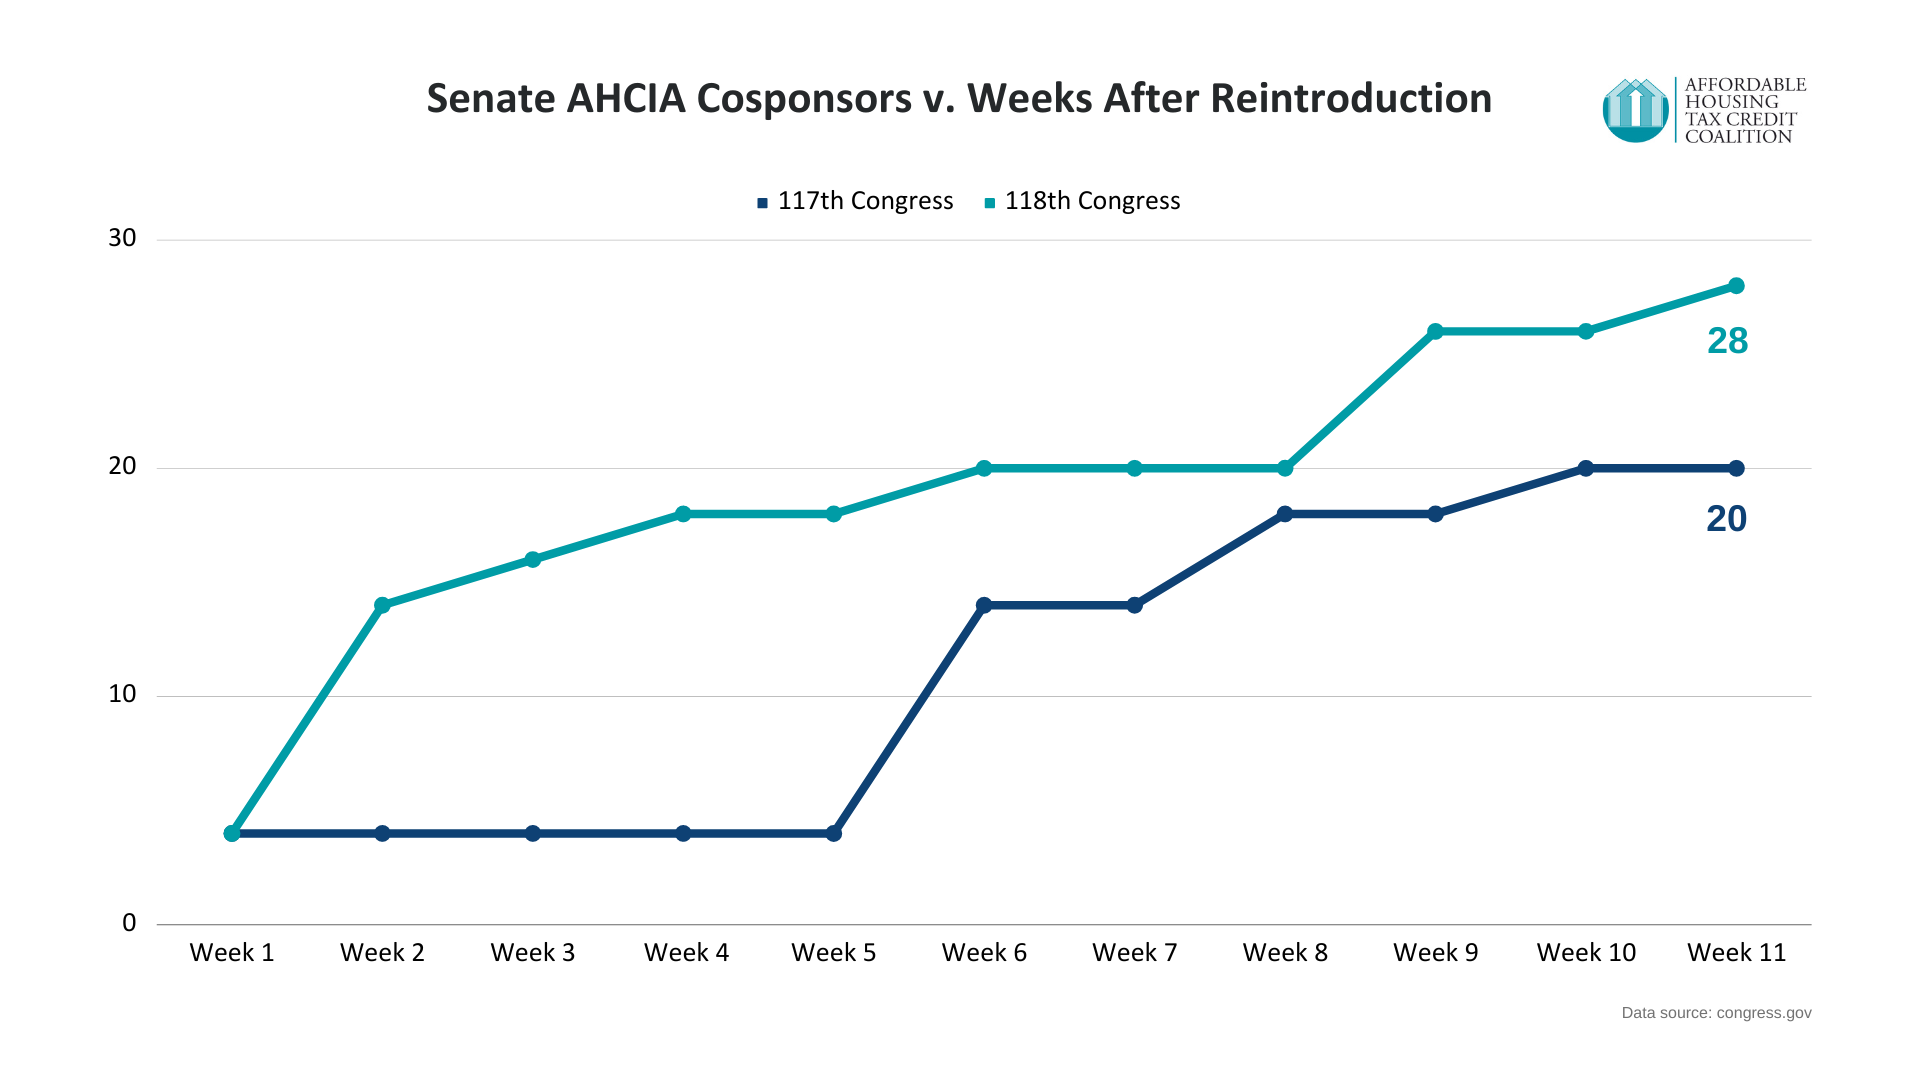 Senate AHCIA Cosponsors v. Weeks After Reintroduction
AFFORDABLE
HOUSING
TAX CREDIT
COALITION
117th Congress
118th Congress
30
20
10
0
28
20
Week 1
Week 2
Week 3
Week 4
Week 5
Week 6
Week 7
Week 8
Week 9
Week 10
Week 11
Data source: congress.gov